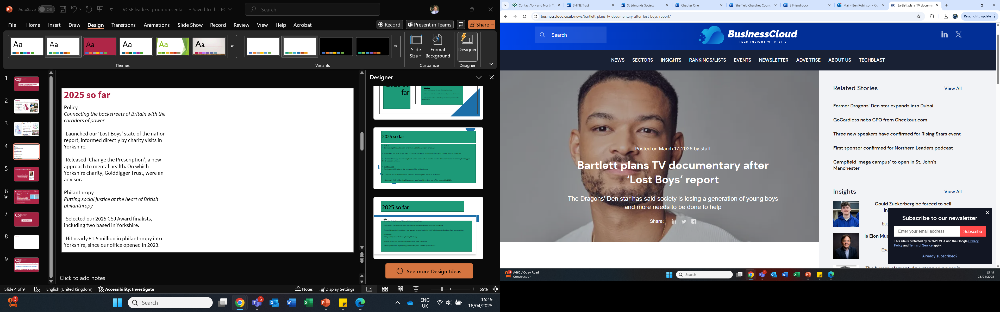 AutoSave
Off
VCSE leaders group presenta... • Saved to this PC
Search
File
Home
Insert
Draw
Design
Transitions
Animations
Slide Show
Record
Review
View
Help
Acrobat
Record
Present in Teams
Share
Aa
Aa
Aa
Aa
Aa
Aa
Themes
Variants
Slide
Size
Format
Background
Customize
Designer
Designer
1
2
3
4
5
6
7
8
9
2025 so far
Policy
Connecting the backstreets of Britain with the
corridors of power
-Launched our ‘Lost Boys’ state of the nation
report, informed directly by charity visits in
Yorkshire.
-Released ‘Change the Prescription’, a new
approach to mental health. On which
Yorkshire charity, Golddigger Trust, were an
advisor.
Philanthropy
Putting social justice at the heart of British
philanthropy
-Selected our 2025 CSJ Award finalists,
including two based in Yorkshire.
-Hit nearly £1.5 million in philanthropy into
Yorkshire, since our office opened in 2023.
Click to add notes
Designer
far
2025 so far
2025 so far
See more Design Ideas
Slide 4 of 9
English (United Kingdom)
Accessibility: Investigate
Notes
Display Settings
59%
3
Search
6
ENG
UK
15:49
16/04/2025
Contact York and North Y
SHINE Trust
St Edmunds Society
Chapter One
Sheffield Churches Counc
B Friend.docx
Mail - Ben Robinson - Ou
BC Bartlett plans TV docume
businesscloud.co.uk/news/bartlett-plans-tv-documentary-after-lost-boys-report/
Relaunch to update
Search
BusinessCloud
TECH INSIGHT WITH BITE
NEWS
SECTORS
INSIGHTS
RANKINGS/LISTS
EVENTS
NEWSLETTER
ADVERTISE
ABOUT US
TECHBLAST
Posted on March 17, 2025 by staff
Bartlett plans TV documentary after
‘Lost Boys’ report
The Dragons’ Den star has said society is losing a generation of young boys
and more needs to be done to help
Share:
Related Stories
View All
Former Dragons’ Den star expands into Dubai
GoCardless nabs CPO from Checkout.com
Three new speakers have confirmed for Rising Stars event
First sponsor confirmed for Northern Leaders podcast
Campfield ‘mega campus’ to open in St. John’s
Manchester
Insights
View All
Could Zuckerberg be forced to sell
In
bus
Is Elon Mus
Exe
The human element: An untapped power in
Subscribe to our newsletter
Enter your email address
Subscribe
This site is protected by reCAPTCHA and the Google Privacy
Policy and Terms of Service apply.
Already subscribed?
3
A660 / Otley Road
Construction
Search
6
15:49
16/04/2025